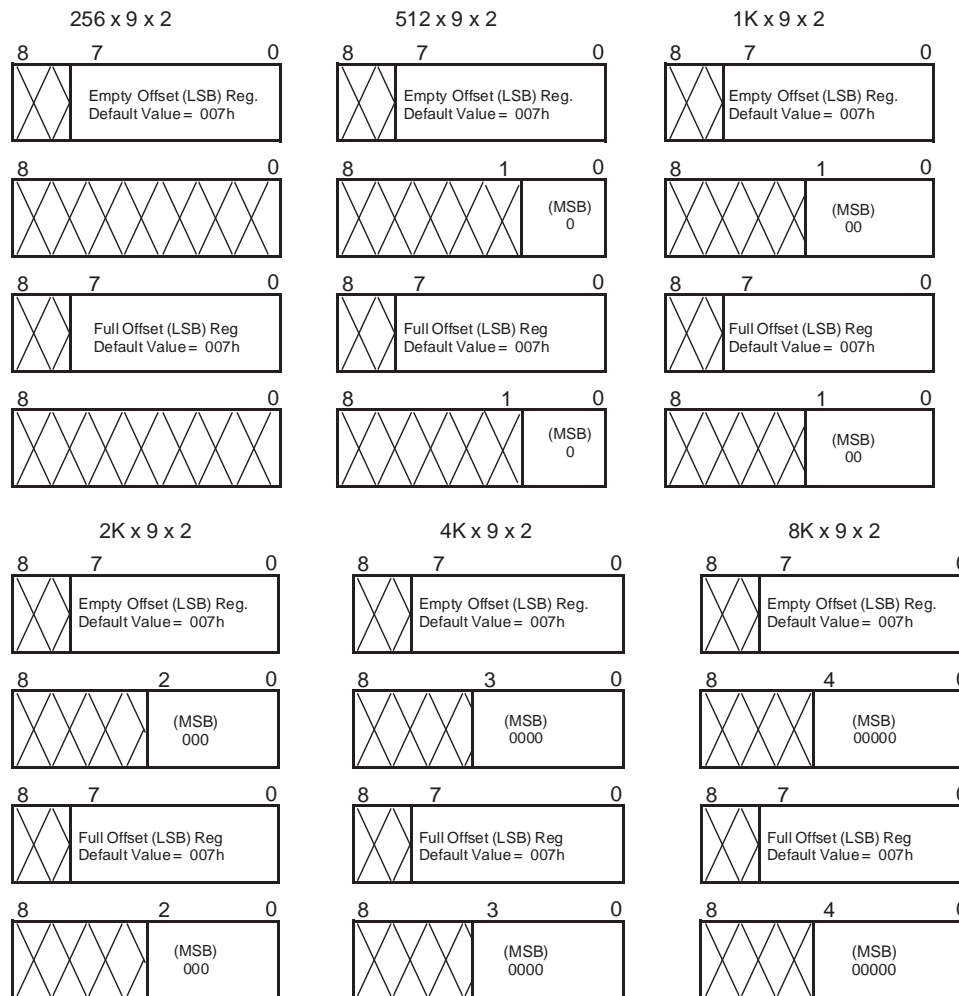 256 x 9 x 2 512 x 9 x 2 1K x 9 x 2
8 7 0 8 7 0 8 7 0
Empty Offset (LSB) Reg. Empty Offset (LSB) Reg. Empty Offset (LSB) Reg.
Default Value = 007h Default Value = 007h Default Value = 007h
8 0 8 1 0 8 1 0
(MSB) (MSB)
0 00
8 7 0 8 7 0 8 7 0
Full Offset (LSB) Reg Full Offset (LSB) Reg Full Offset (LSB) Reg
Default Value = 007h Default Value = 007h Default Value = 007h
8 0 8 1 0 8 1 0
(MSB) (MSB)
0 00
2K x 9 x 2 4K x 9 x 2 8K x 9 x 2
8 7 0 8 7 0 8 7 0
Empty Offset (LSB) Reg. Empty Offset (LSB) Reg. Empty Offset (LSB) Reg.
Default Value = 007h Default Value = 007h Default Value = 007h
8 2 0 8 3 0 8 4 0
(MSB) (MSB) (MSB)
000 0000 00000
8 7 0 8 7 0 8 7 0
Full Offset (LSB) Reg Full Offset (LSB) Reg Full Offset (LSB) Reg
Default Value = 007h Default Value = 007h Default Value = 007h
8 2 0 8 3 0 8 4 0
(MSB) (MSB) (MSB)
000 0000 00000